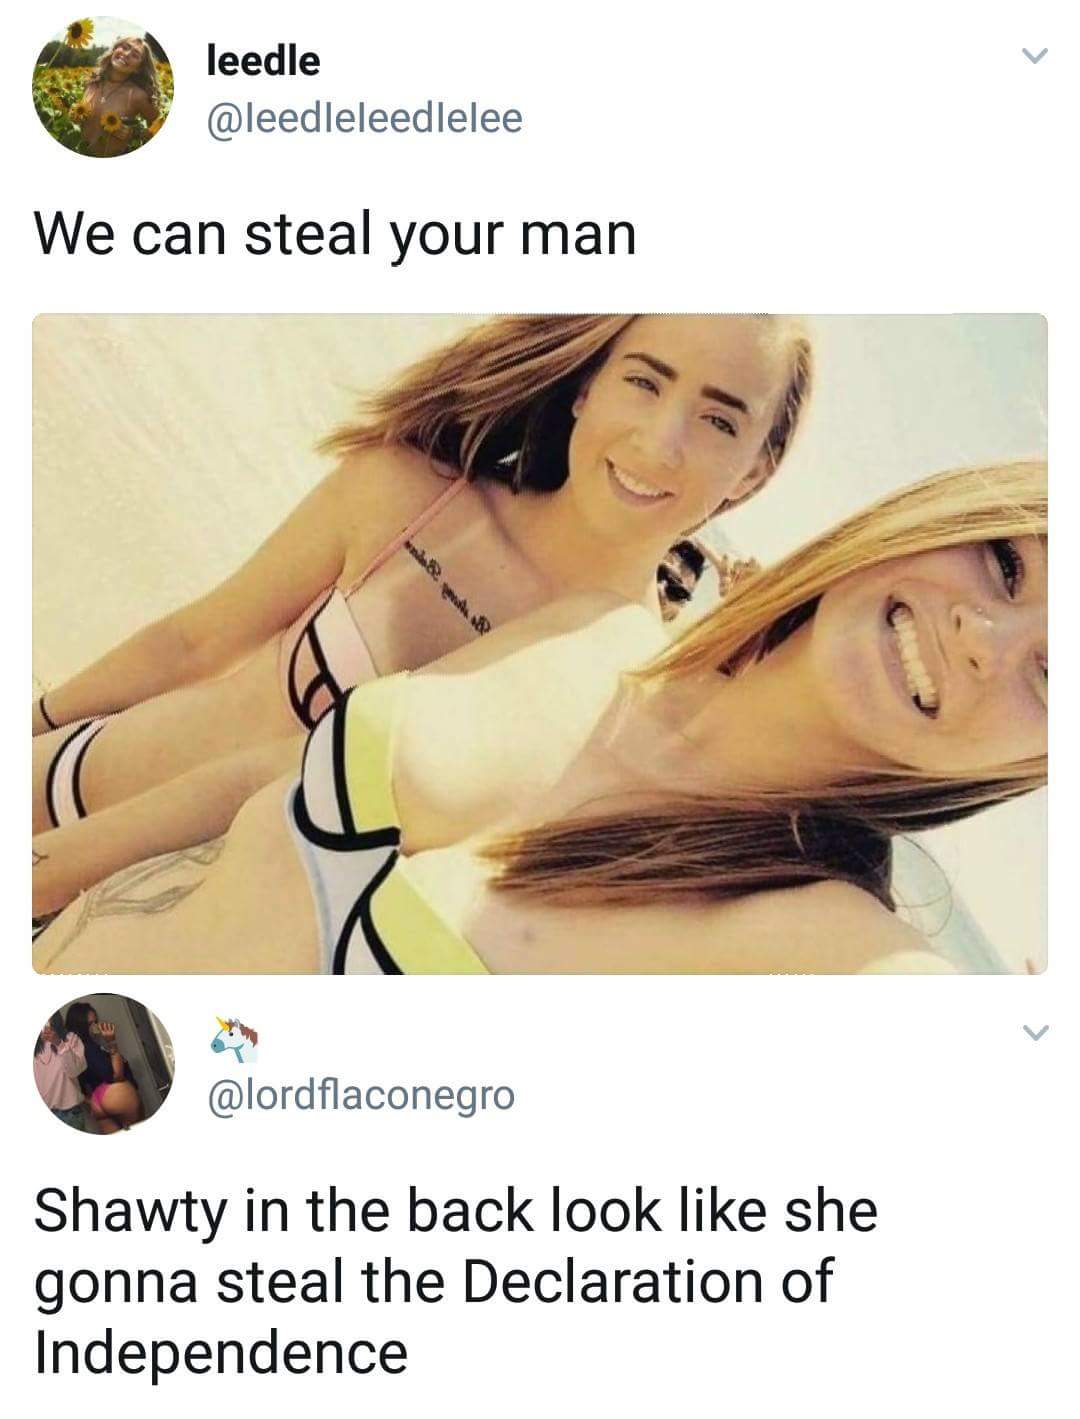 leedle
@leedleleedlelee
We can steal your man
@lordflaconegro
Shawty in the back look like she
gonna steal the Declaration of
Independence